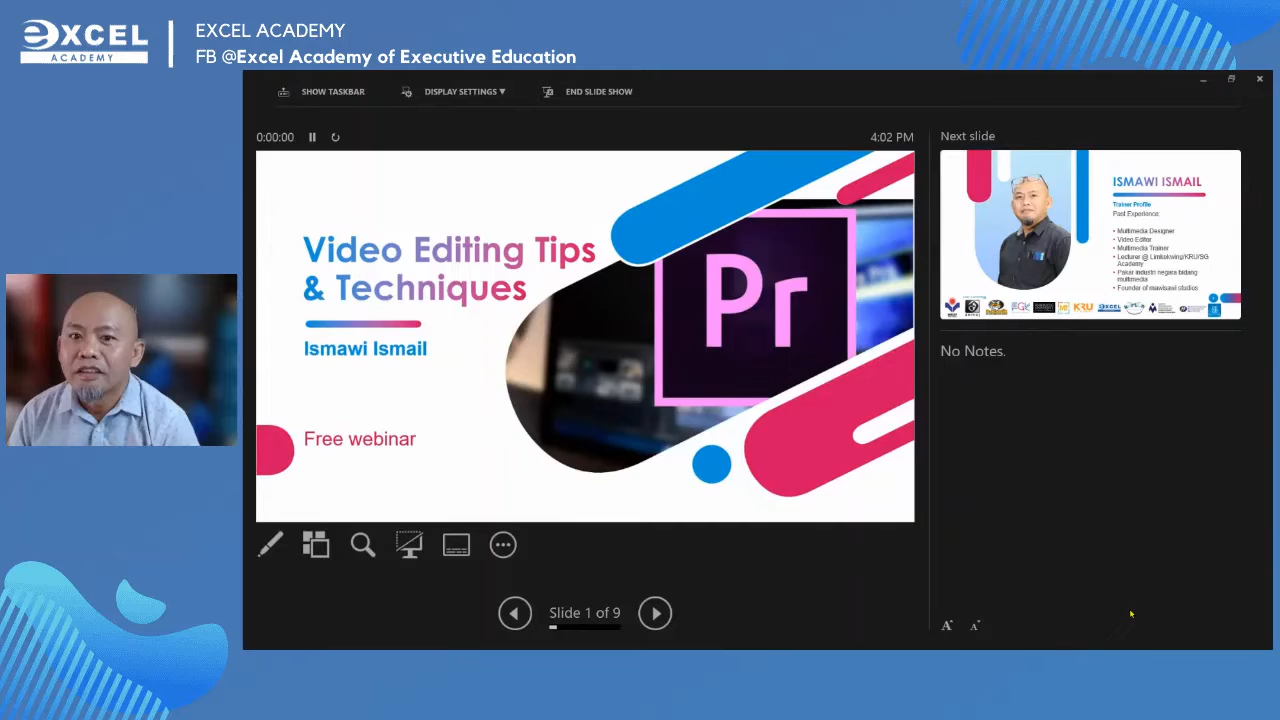 EXCEL
ACADEMY
EXCEL ACADEMY
FB @Excel Academy of Executive Education
SHOW TASKBAR
DISPLAY SETTINGS ▼
END SLIDE SHOW
0:00:00
4:02 PM
Video Editing Tips
& Techniques
Ismawi Ismail
Free webinar
Pr
Next slide
ISMAWI ISMAIL
Trainer Profile
Past Experience:
• Multimedia Designer
• Video Editor
• Multimedia Trainer
• Lecturer @ Limkokwing/KRU/SG
Academy
• Pakar industri negara bidang
multimedia
• Founder of mawisawi studios
KRU
EXCEL
No Notes.
Slide 1 of 9
A
A